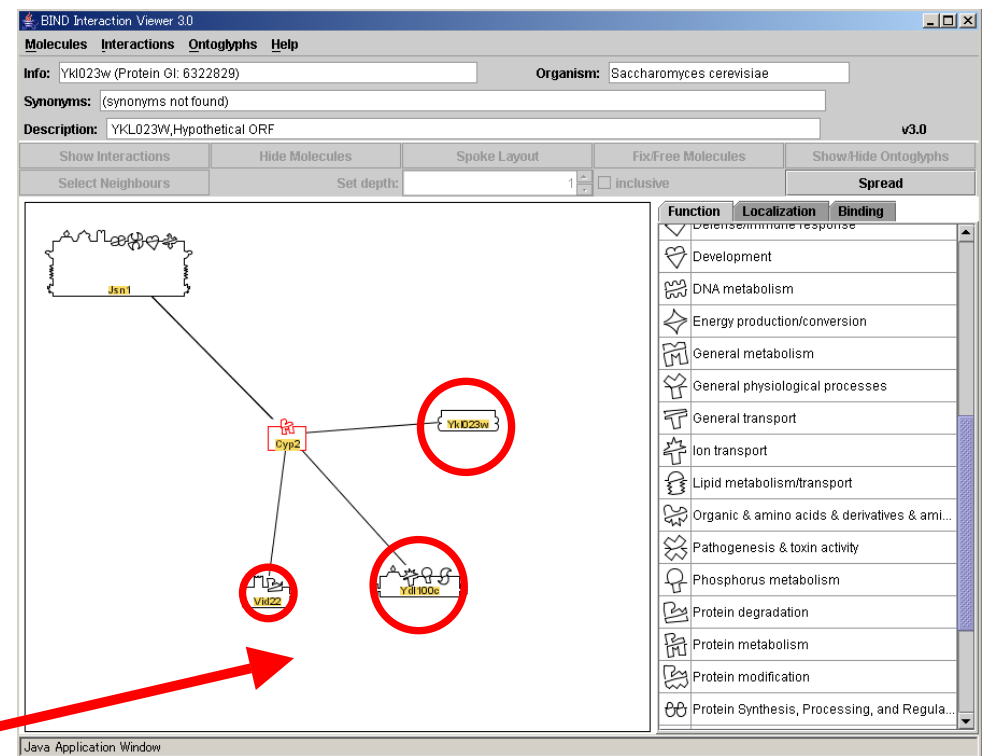 BIND Interaction Viewer 3.0
Molecules Interactions Ontoglyphs Help
Info: Ykl023w (Protein GI: 6322829) Organism: Saccharomyces cerevisiae
Synonyms: (synonyms not found)
Description: YKL023W,Hypothetical ORF v3.0
Show Interactions Hide Molecules Spoke Layout Fix/Free Molecules Show/Hide Ontoglyphs
Select Neighbours Set depth: 1 inclusive Spread
Function Localization Binding
Defense/immune response
Development
DNA metabolism
Energy production/conversion
General metabolism
General physiological processes
General transport
Ion transport
Lipid metabolism/transport
Organic & amino acids & derivatives & ami...
Pathogenesis & toxin activity
Phosphorus metabolism
Protein degradation
Protein metabolism
Protein modification
Protein Synthesis, Processing, and Regula...
Jsn1
Ykl023w
Cyp2
Vid22
Ydl100c
Java Application Window